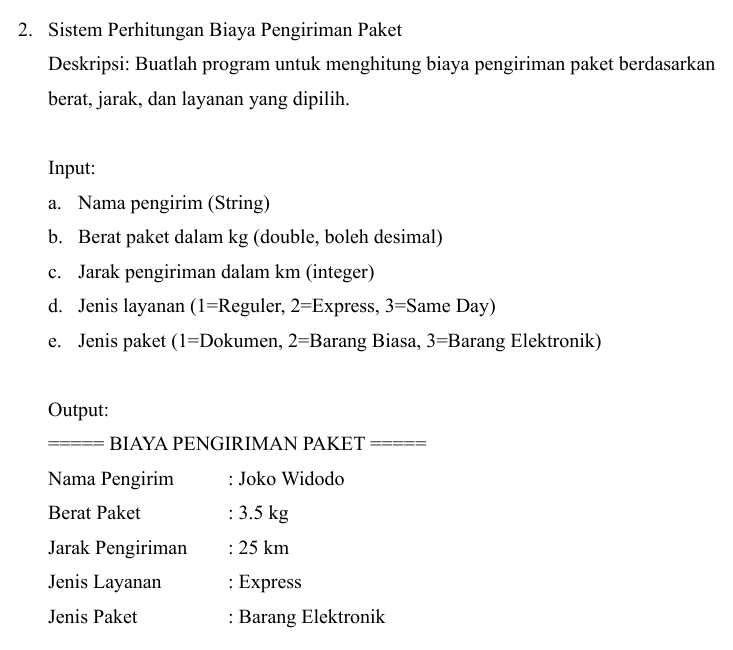 2. Sistem Perhitungan Biaya Pengiriman Paket
Deskripsi: Buatlah program untuk menghitung biaya pengiriman paket berdasarkan
berat, jarak, dan layanan yang dipilih.
Input:
a. Nama pengirim (String)
b. Berat paket dalam kg (double, boleh desimal)
c. Jarak pengiriman dalam km (integer)
d. Jenis layanan (1=Reguler, 2=Express, 3=Same Day)
e. Jenis paket (1=Dokumen, 2=Barang Biasa, 3=Barang Elektronik)
Output:
===== BIAYA PENGIRIMAN PAKET =====
Nama Pengirim : Joko Widodo
Berat Paket : 3.5 kg
Jarak Pengiriman : 25 km
Jenis Layanan : Express
Jenis Paket : Barang Elektronik